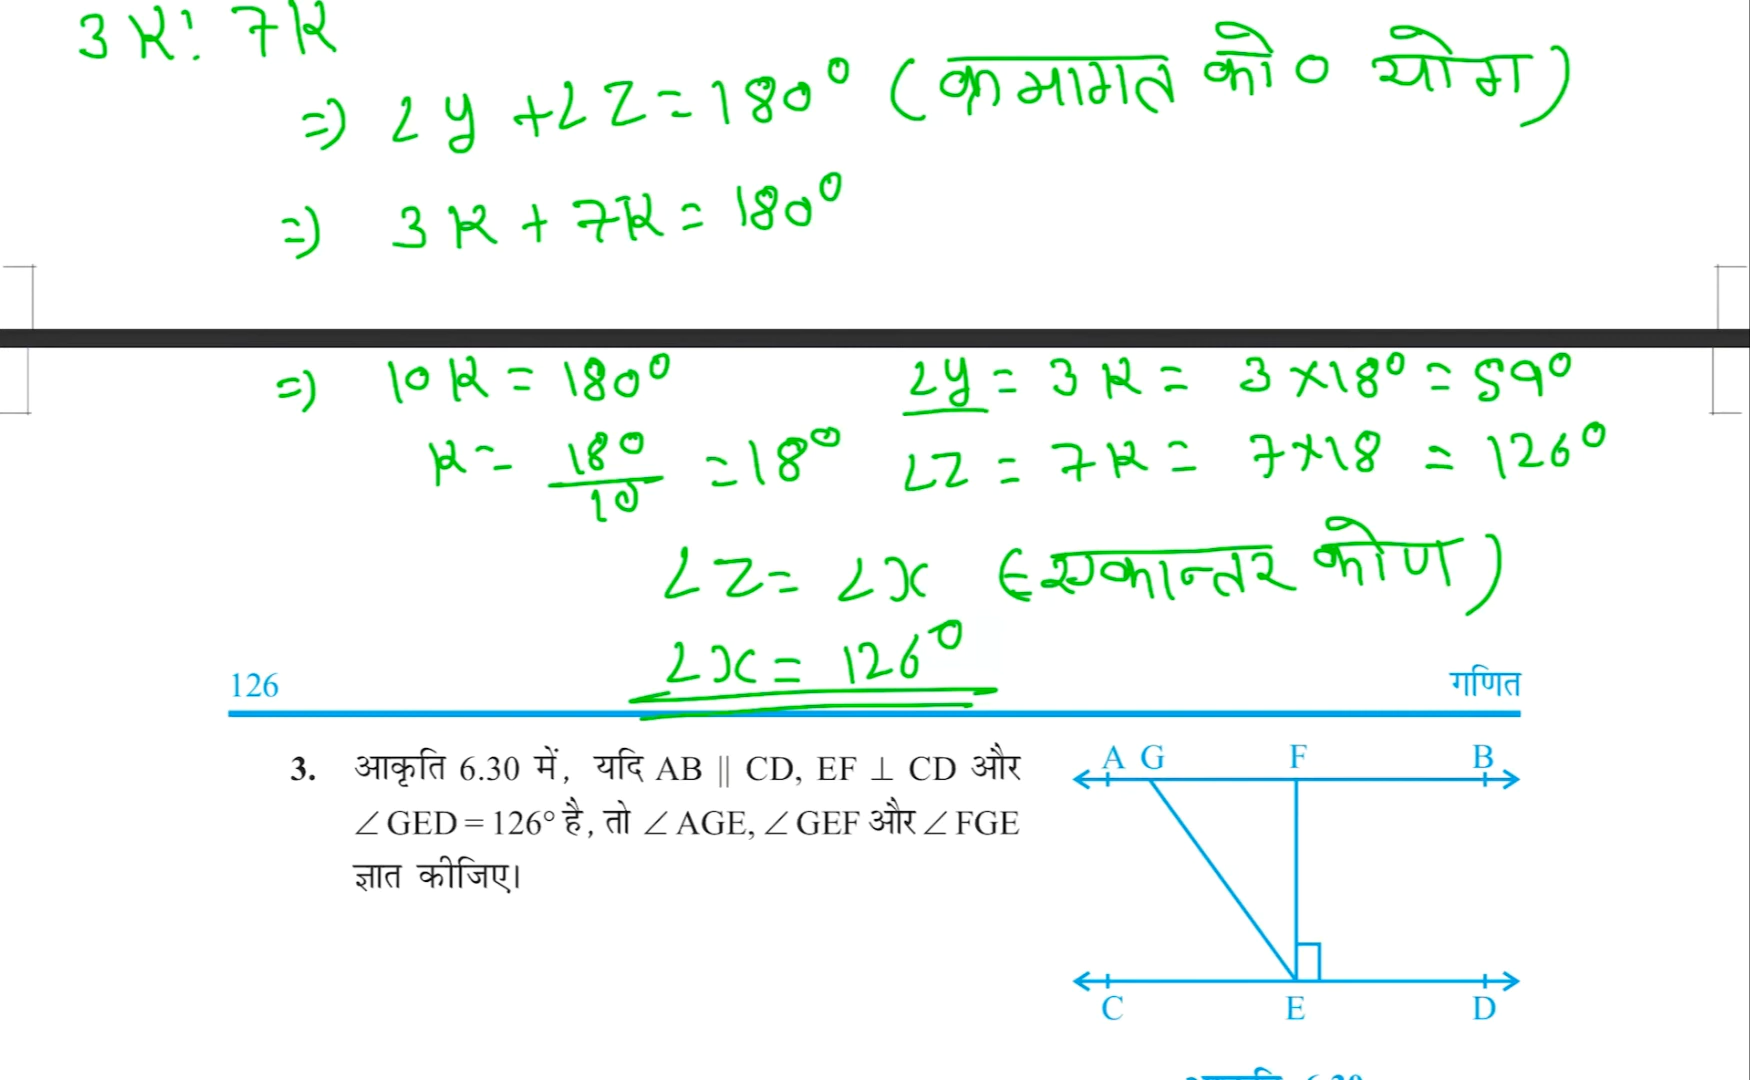 3K: 7K
⇒ ∠y + ∠Z = 180° (क्रमागत को० योग)
⇒ 3K + 7K = 180°
⇒ 10K = 180° ∠y = 3K = 3×18° = 54°
K = 180/10 = 18° ∠Z = 7K = 7×18 = 126°
∠Z = ∠x (एकान्तर कोण)
∠x = 126°
126 गणित
3. आकृति 6.30 में, यदि AB || CD, EF ⊥ CD और
∠GED = 126° है, तो ∠AGE, ∠GEF और ∠FGE
ज्ञात कीजिए।
A G F B
C E D